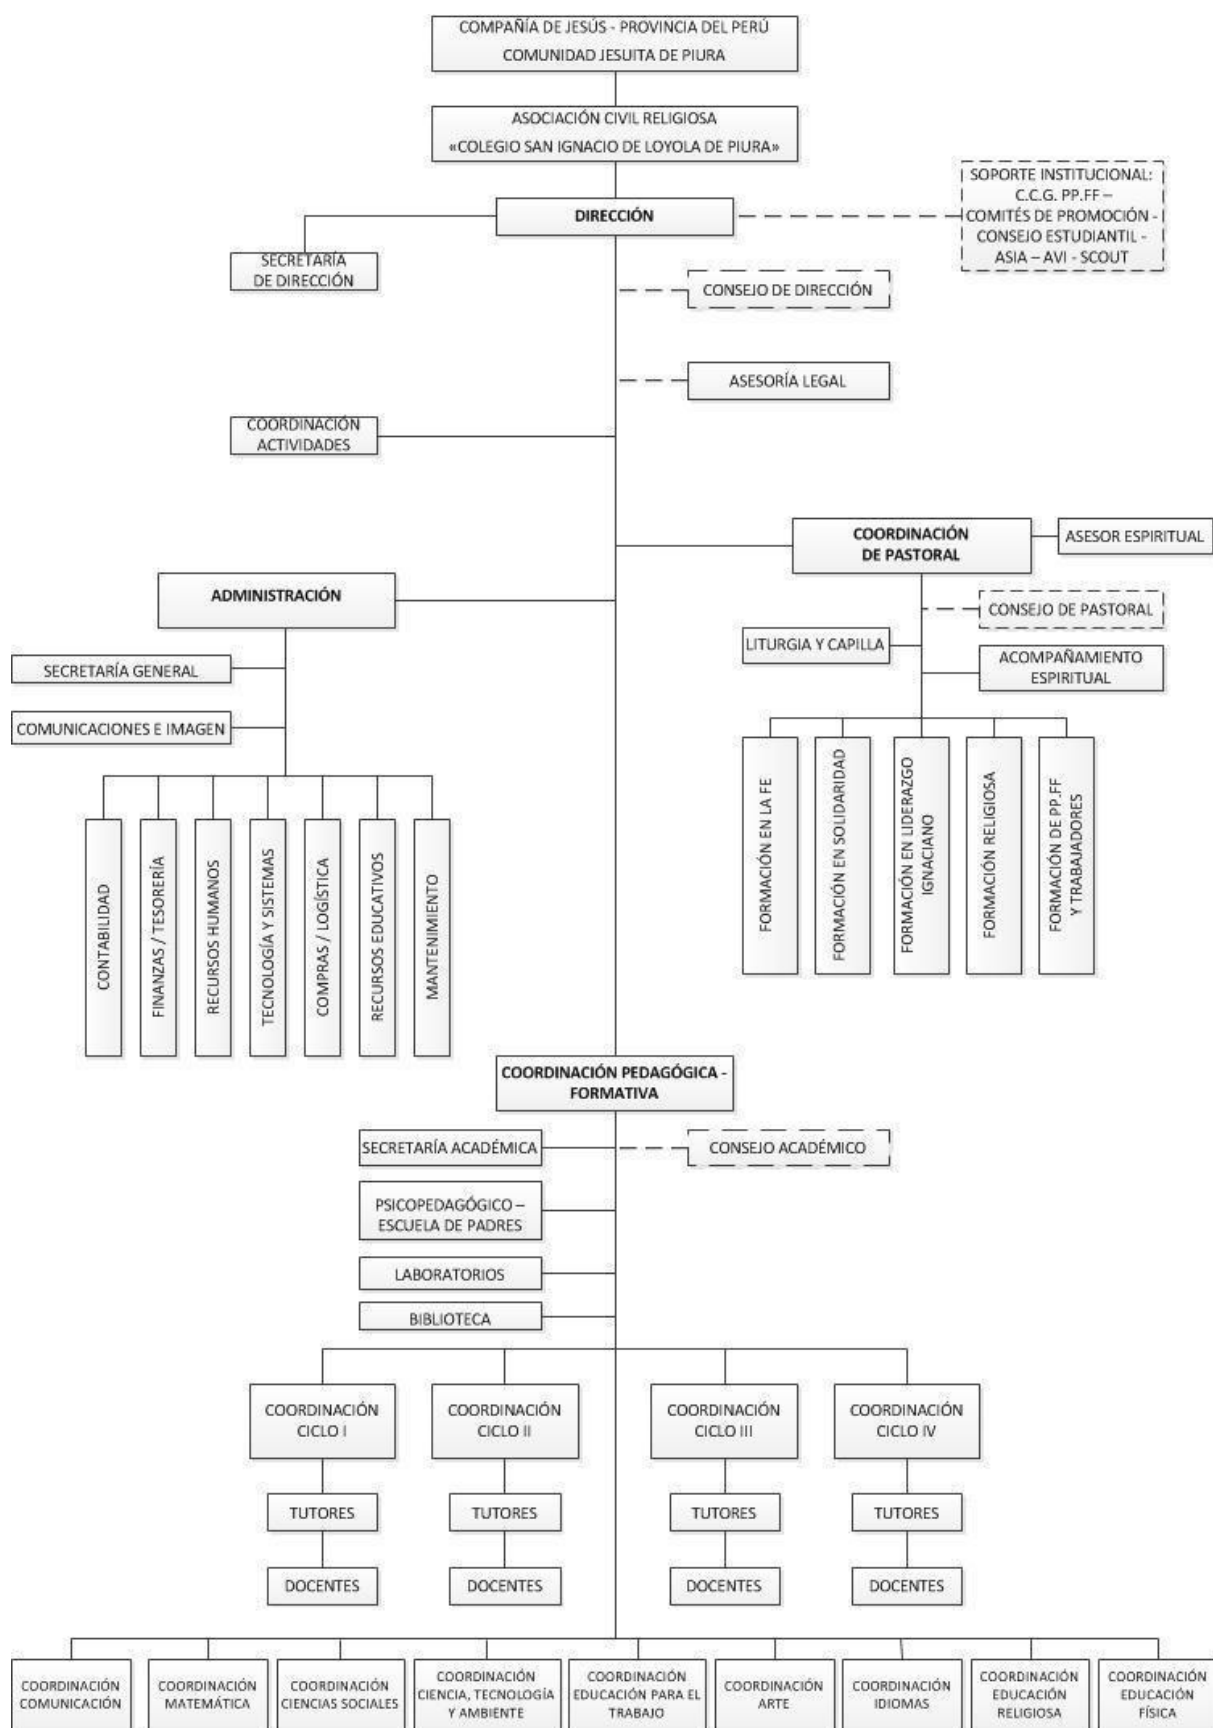 COMPAÑÍA DE JESÚS - PROVINCIA DEL PERÚ
COMUNIDAD JESUITA DE PIURA
ASOCIACIÓN CIVIL RELIGIOSA
«COLEGIO SAN IGNACIO DE LOYOLA DE PIURA»
SOPORTE INSTITUCIONAL:
C.C.G. PP.FF –
COMITÉS DE PROMOCIÓN -
CONSEJO ESTUDIANTIL -
ASIA – AVI - SCOUT
DIRECCIÓN
SECRETARÍA
DE DIRECCIÓN
CONSEJO DE DIRECCIÓN
ASESORÍA LEGAL
COORDINACIÓN
ACTIVIDADES
COORDINACIÓN
DE PASTORAL
ASESOR ESPIRITUAL
ADMINISTRACIÓN
CONSEJO DE PASTORAL
LITURGIA Y CAPILLA
ACOMPAÑAMIENTO
ESPIRITUAL
SECRETARÍA GENERAL
COMUNICACIONES E IMAGEN
FORMACIÓN EN LA FE
FORMACIÓN EN SOLIDARIDAD
FORMACIÓN EN LIDERAZGO
IGNACIANO
FORMACIÓN RELIGIOSA
FORMACIÓN DE PP.FF
Y TRABAJADORES
CONTABILIDAD
FINANZAS / TESORERÍA
RECURSOS HUMANOS
TECNOLOGÍA Y SISTEMAS
COMPRAS / LOGÍSTICA
RECURSOS EDUCATIVOS
MANTENIMIENTO
COORDINACIÓN PEDAGÓGICA -
FORMATIVA
SECRETARÍA ACADÉMICA
CONSEJO ACADÉMICO
PSICOPEDAGÓGICO –
ESCUELA DE PADRES
LABORATORIOS
BIBLIOTECA
COORDINACIÓN
CICLO I
COORDINACIÓN
CICLO II
COORDINACIÓN
CICLO III
COORDINACIÓN
CICLO IV
TUTORES
TUTORES
TUTORES
TUTORES
DOCENTES
DOCENTES
DOCENTES
DOCENTES
COORDINACIÓN
COMUNICACIÓN
COORDINACIÓN
MATEMÁTICA
COORDINACIÓN
CIENCIAS SOCIALES
COORDINACIÓN
CIENCIA, TECNOLOGÍA
Y AMBIENTE
COORDINACIÓN
EDUCACIÓN PARA EL
TRABAJO
COORDINACIÓN
ARTE
COORDINACIÓN
IDIOMAS
COORDINACIÓN
EDUCACIÓN
RELIGIOSA
COORDINACIÓN
EDUCACIÓN
FÍSICA